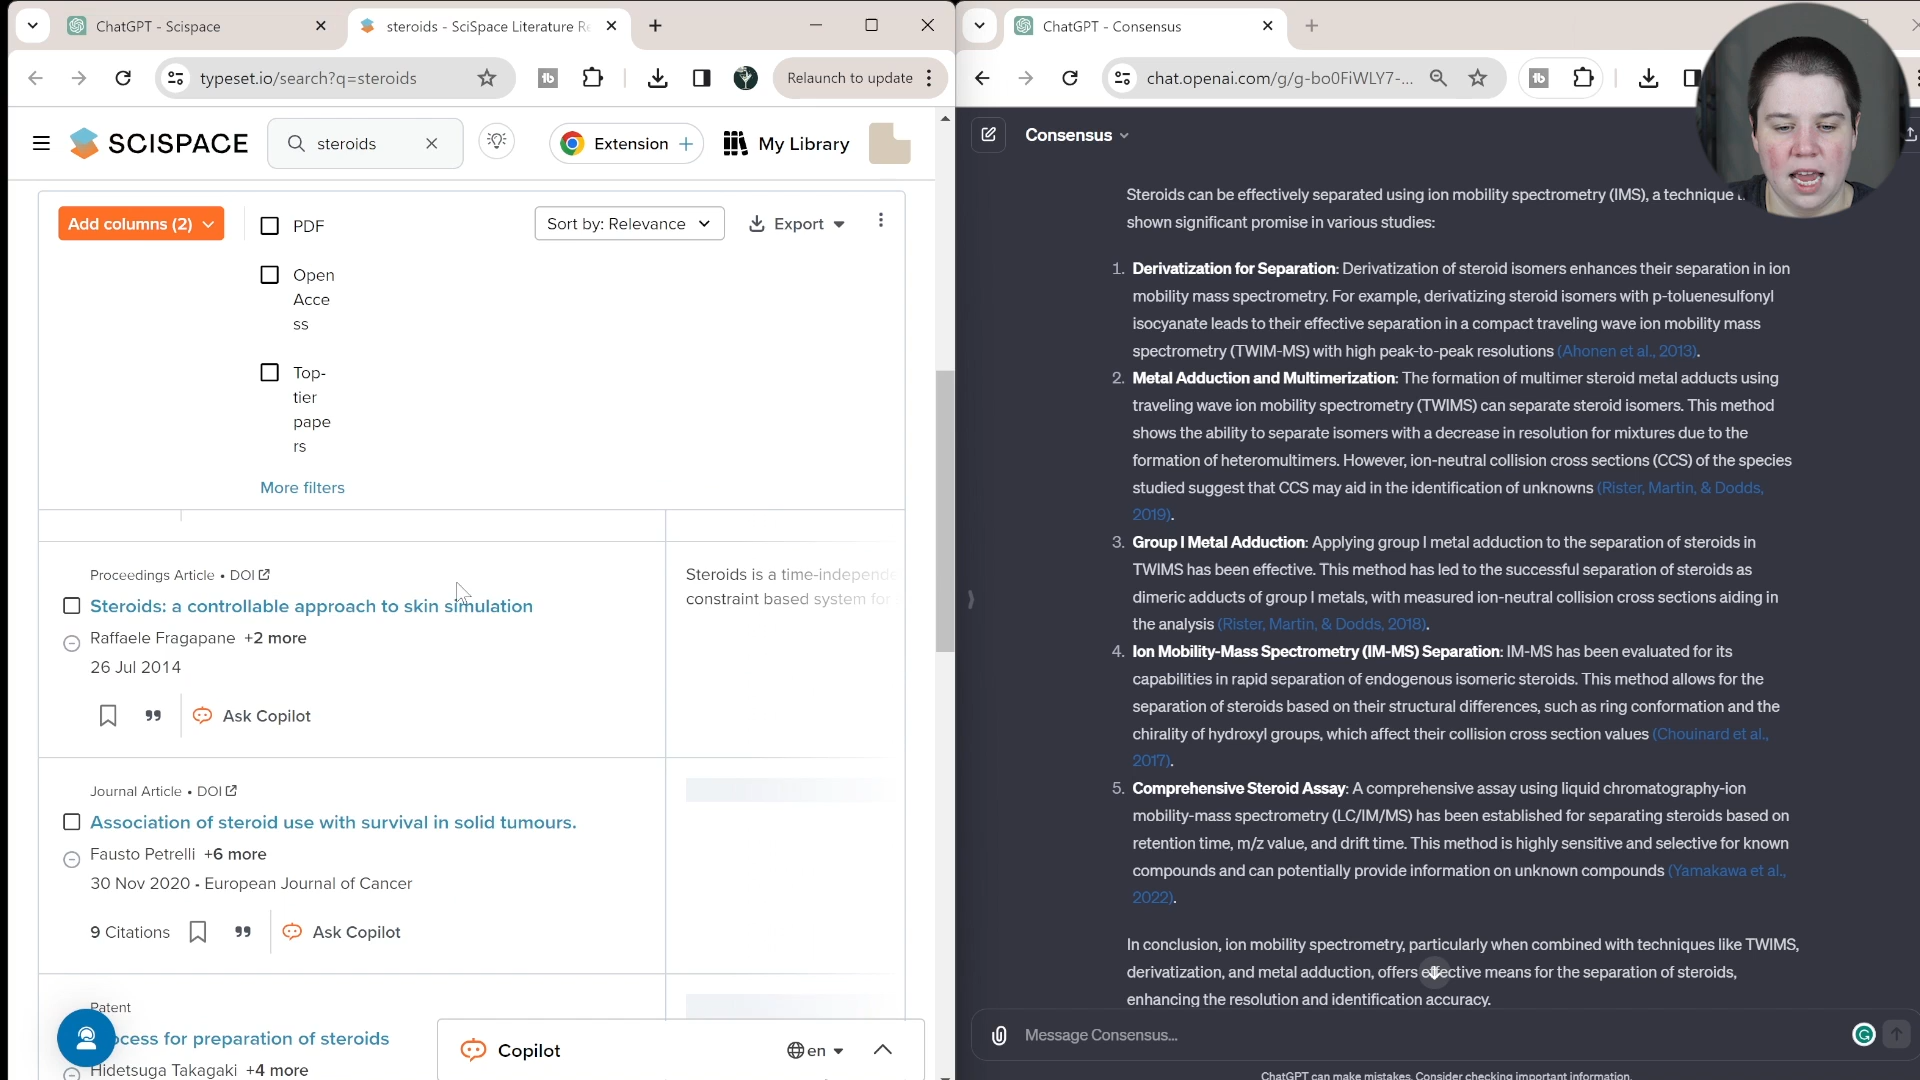 ChatGPT - Scispace
steroids - SciSpace Literature Re
typeset.io/search?q=steroids
Relaunch to update
SCISPACE
steroids
Extension +
My Library
Add columns (2)
PDF
Sort by: Relevance
Export
Open
Acce
ss
Top-
tier
pape
rs
More filters
Proceedings Article • DOI
Steroids: a controllable approach to skin simulation
Raffaele Fragapane +2 more
26 Jul 2014
Ask Copilot
Steroids is a time-independe
constraint based system for
Journal Article • DOI
Association of steroid use with survival in solid tumours.
Fausto Petrelli +6 more
30 Nov 2020 - European Journal of Cancer
9 Citations
Ask Copilot
Patent
ocess for preparation of steroids
Hidetsuga Takagaki +4 more
Copilot
en
ChatGPT - Consensus
chat.openai.com/g/g-bo0FiWLY7-...
Consensus
Steroids can be effectively separated using ion mobility spectrometry (IMS), a technique
shown significant promise in various studies:
1. Derivatization for Separation: Derivatization of steroid isomers enhances their separation in ion
mobility mass spectrometry. For example, derivatizing steroid isomers with p-toluenesulfonyl
isocyanate leads to their effective separation in a compact traveling wave ion mobility mass
spectrometry (TWIM-MS) with high peak-to-peak resolutions (Ahonen et al., 2013).
2. Metal Adduction and Multimerization: The formation of multimer steroid metal adducts using
traveling wave ion mobility spectrometry (TWIMS) can separate steroid isomers. This method
shows the ability to separate isomers with a decrease in resolution for mixtures due to the
formation of heteromultimers. However, ion-neutral collision cross sections (CCS) of the species
studied suggest that CCS may aid in the identification of unknowns (Rister, Martin, & Dodds,
2019).
3. Group I Metal Adduction: Applying group I metal adduction to the separation of steroids in
TWIMS has been effective. This method has led to the successful separation of steroids as
dimeric adducts of group I metals, with measured ion-neutral collision cross sections aiding in
the analysis (Rister, Martin, & Dodds, 2018).
4. Ion Mobility-Mass Spectrometry (IM-MS) Separation: IM-MS has been evaluated for its
capabilities in rapid separation of endogenous isomeric steroids. This method allows for the
separation of steroids based on their structural differences, such as ring conformation and the
chirality of hydroxyl groups, which affect their collision cross section values (Chouinard et al.,
2017).
5. Comprehensive Steroid Assay: A comprehensive assay using liquid chromatography-ion
mobility-mass spectrometry (LC/IM/MS) has been established for separating steroids based on
retention time, m/z value, and drift time. This method is highly sensitive and selective for known
compounds and can potentially provide information on unknown compounds (Yamakawa et al.,
2022).
In conclusion, ion mobility spectrometry, particularly when combined with techniques like TWIMS,
derivatization, and metal adduction, offers effective means for the separation of steroids,
enhancing the resolution and identification accuracy.
Message Consensus...
ChatGPT can make mistakes. Consider checking important information.